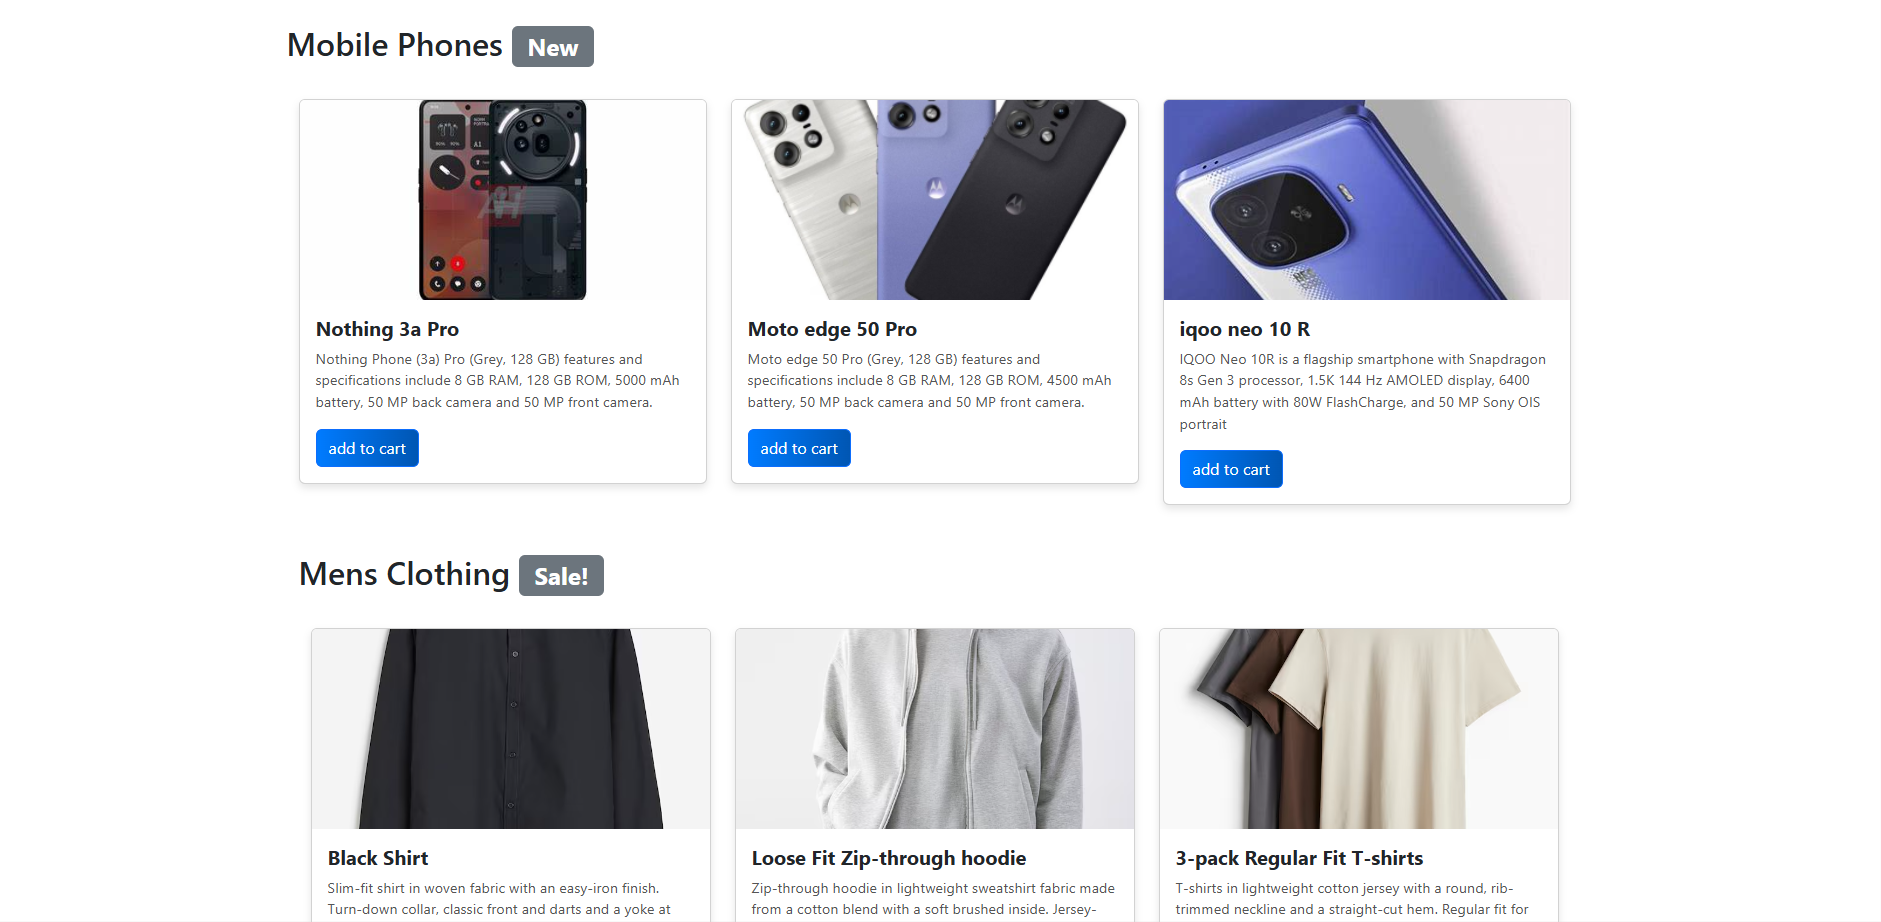 Mobile Phones New
Nothing 3a Pro
Nothing Phone (3a) Pro (Grey, 128 GB) features and
specifications include 8 GB RAM, 128 GB ROM, 5000 mAh
battery, 50 MP back camera and 50 MP front camera.
add to cart
Moto edge 50 Pro
Moto edge 50 Pro (Grey, 128 GB) features and
specifications include 8 GB RAM, 128 GB ROM, 4500 mAh
battery, 50 MP back camera and 50 MP front camera.
add to cart
iqoo neo 10 R
IQOO Neo 10R is a flagship smartphone with Snapdragon
8s Gen 3 processor, 1.5K 144 Hz AMOLED display, 6400
mAh battery with 80W FlashCharge, and 50 MP Sony OIS
portrait
add to cart
Mens Clothing Sale!
Black Shirt
Slim-fit shirt in woven fabric with an easy-iron finish.
Turn-down collar, classic front and darts and a yoke at
Loose Fit Zip-through hoodie
Zip-through hoodie in lightweight sweatshirt fabric made
from a cotton blend with a soft brushed inside. Jersey-
3-pack Regular Fit T-shirts
T-shirts in lightweight cotton jersey with a round, rib-
trimmed neckline and a straight-cut hem. Regular fit for